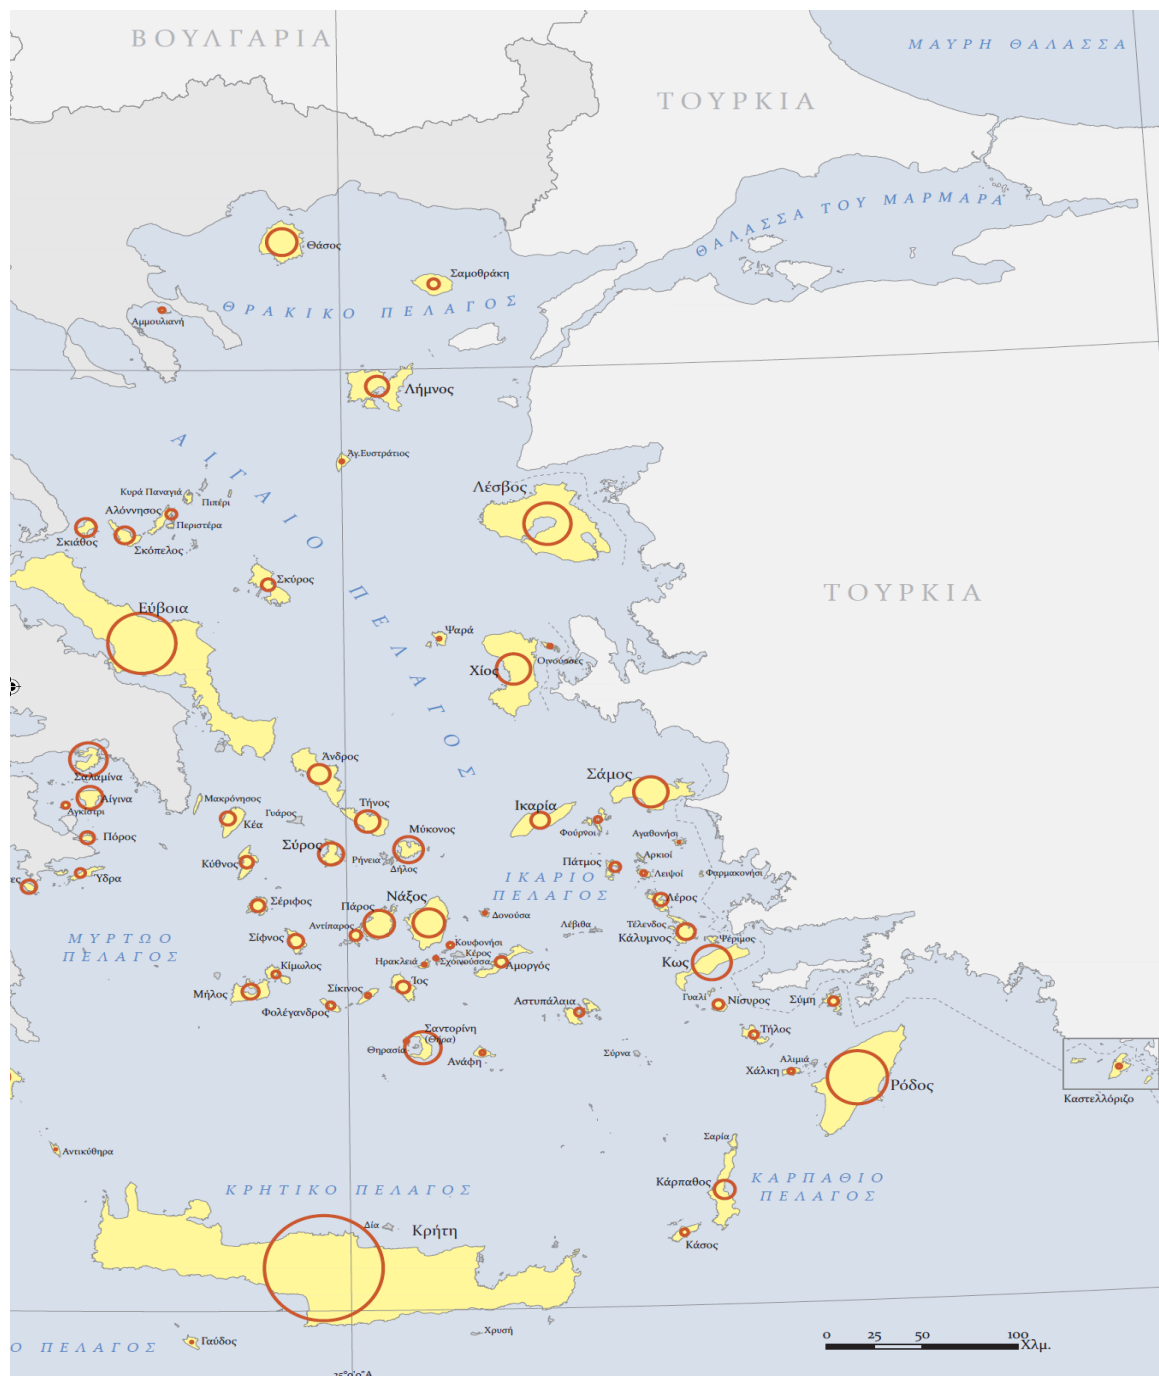 ΒΟΥΛΓΑΡΙΑ
ΜΑΥΡΗ ΘΑΛΑΣΣΑ
ΤΟΥΡΚΙΑ
ΘΑΛΑΣΣΑ ΤΟΥ ΜΑΡΜΑΡΑ
Θάσος
Σαμοθράκη
ΘΡΑΚΙΚΟ ΠΕΛΑΓΟΣ
Αμμουλιανή
Λήμνος
ΑΙΓΑΙΟ ΠΕΛΑΓΟΣ
Άγ.Ευστράτιος
Λέσβος
Κυρά Παναγιά
Πιπέρι
Αλόννησος
Περιστέρα
Σκιάθος
Σκόπελος
Σκύρος
ΤΟΥΡΚΙΑ
Εύβοια
Ψαρά
Οινούσσες
Χίος
Άνδρος
Σάμος
Σαλαμίνα
Αίγινα
Αγκίστρι
Μακρόνησος
Γυάρος
Τήνος
Ικαρία
Κέα
Φούρνοι
Αγαθονήσι
Πόρος
Μύκονος
Σύρος
Ρήνεια
Δήλος
Αρκιοί
Κύθνος
Πάτμος
Λειψοί
Φαρμακονήσι
ες
Ύδρα
ΙΚΑΡΙΟ
ΠΕΛΑΓΟΣ
Νάξος
Λέρος
Σέριφος
Πάρος
Δονούσα
Αντίπαρος
Λέβιθα
Τέλενδος
Κάλυμνος
Ψέριμος
ΜΥΡΤΩΟ
ΠΕΛΑΓΟΣ
Σίφνος
Κουφονήσι
Κέρος
Ηρακλειά
Σχοινούσσα
Αμοργός
Κως
Κίμωλος
Μήλος
Σίκινος
Ίος
Γυαλί
Νίσυρος
Σύμη
Φολέγανδρος
Αστυπάλαια
Σαντορίνη
(Θήρα)
Θηρασία
Ανάφη
Σύρνα
Τήλος
Αλιμιά
Χάλκη
Ρόδος
Καστελλόριζο
Αντικύθηρα
Σαρία
Κάρπαθος
ΚΑΡΠΑΘΙΟ
ΠΕΛΑΓΟΣ
ΚΡΗΤΙΚΟ ΠΕΛΑΓΟΣ
Δία
Κρήτη
Κάσος
Γαύδος
Χρυσή
Ο ΠΕΛΑΓΟΣ
0 25 50 100
Χλμ.